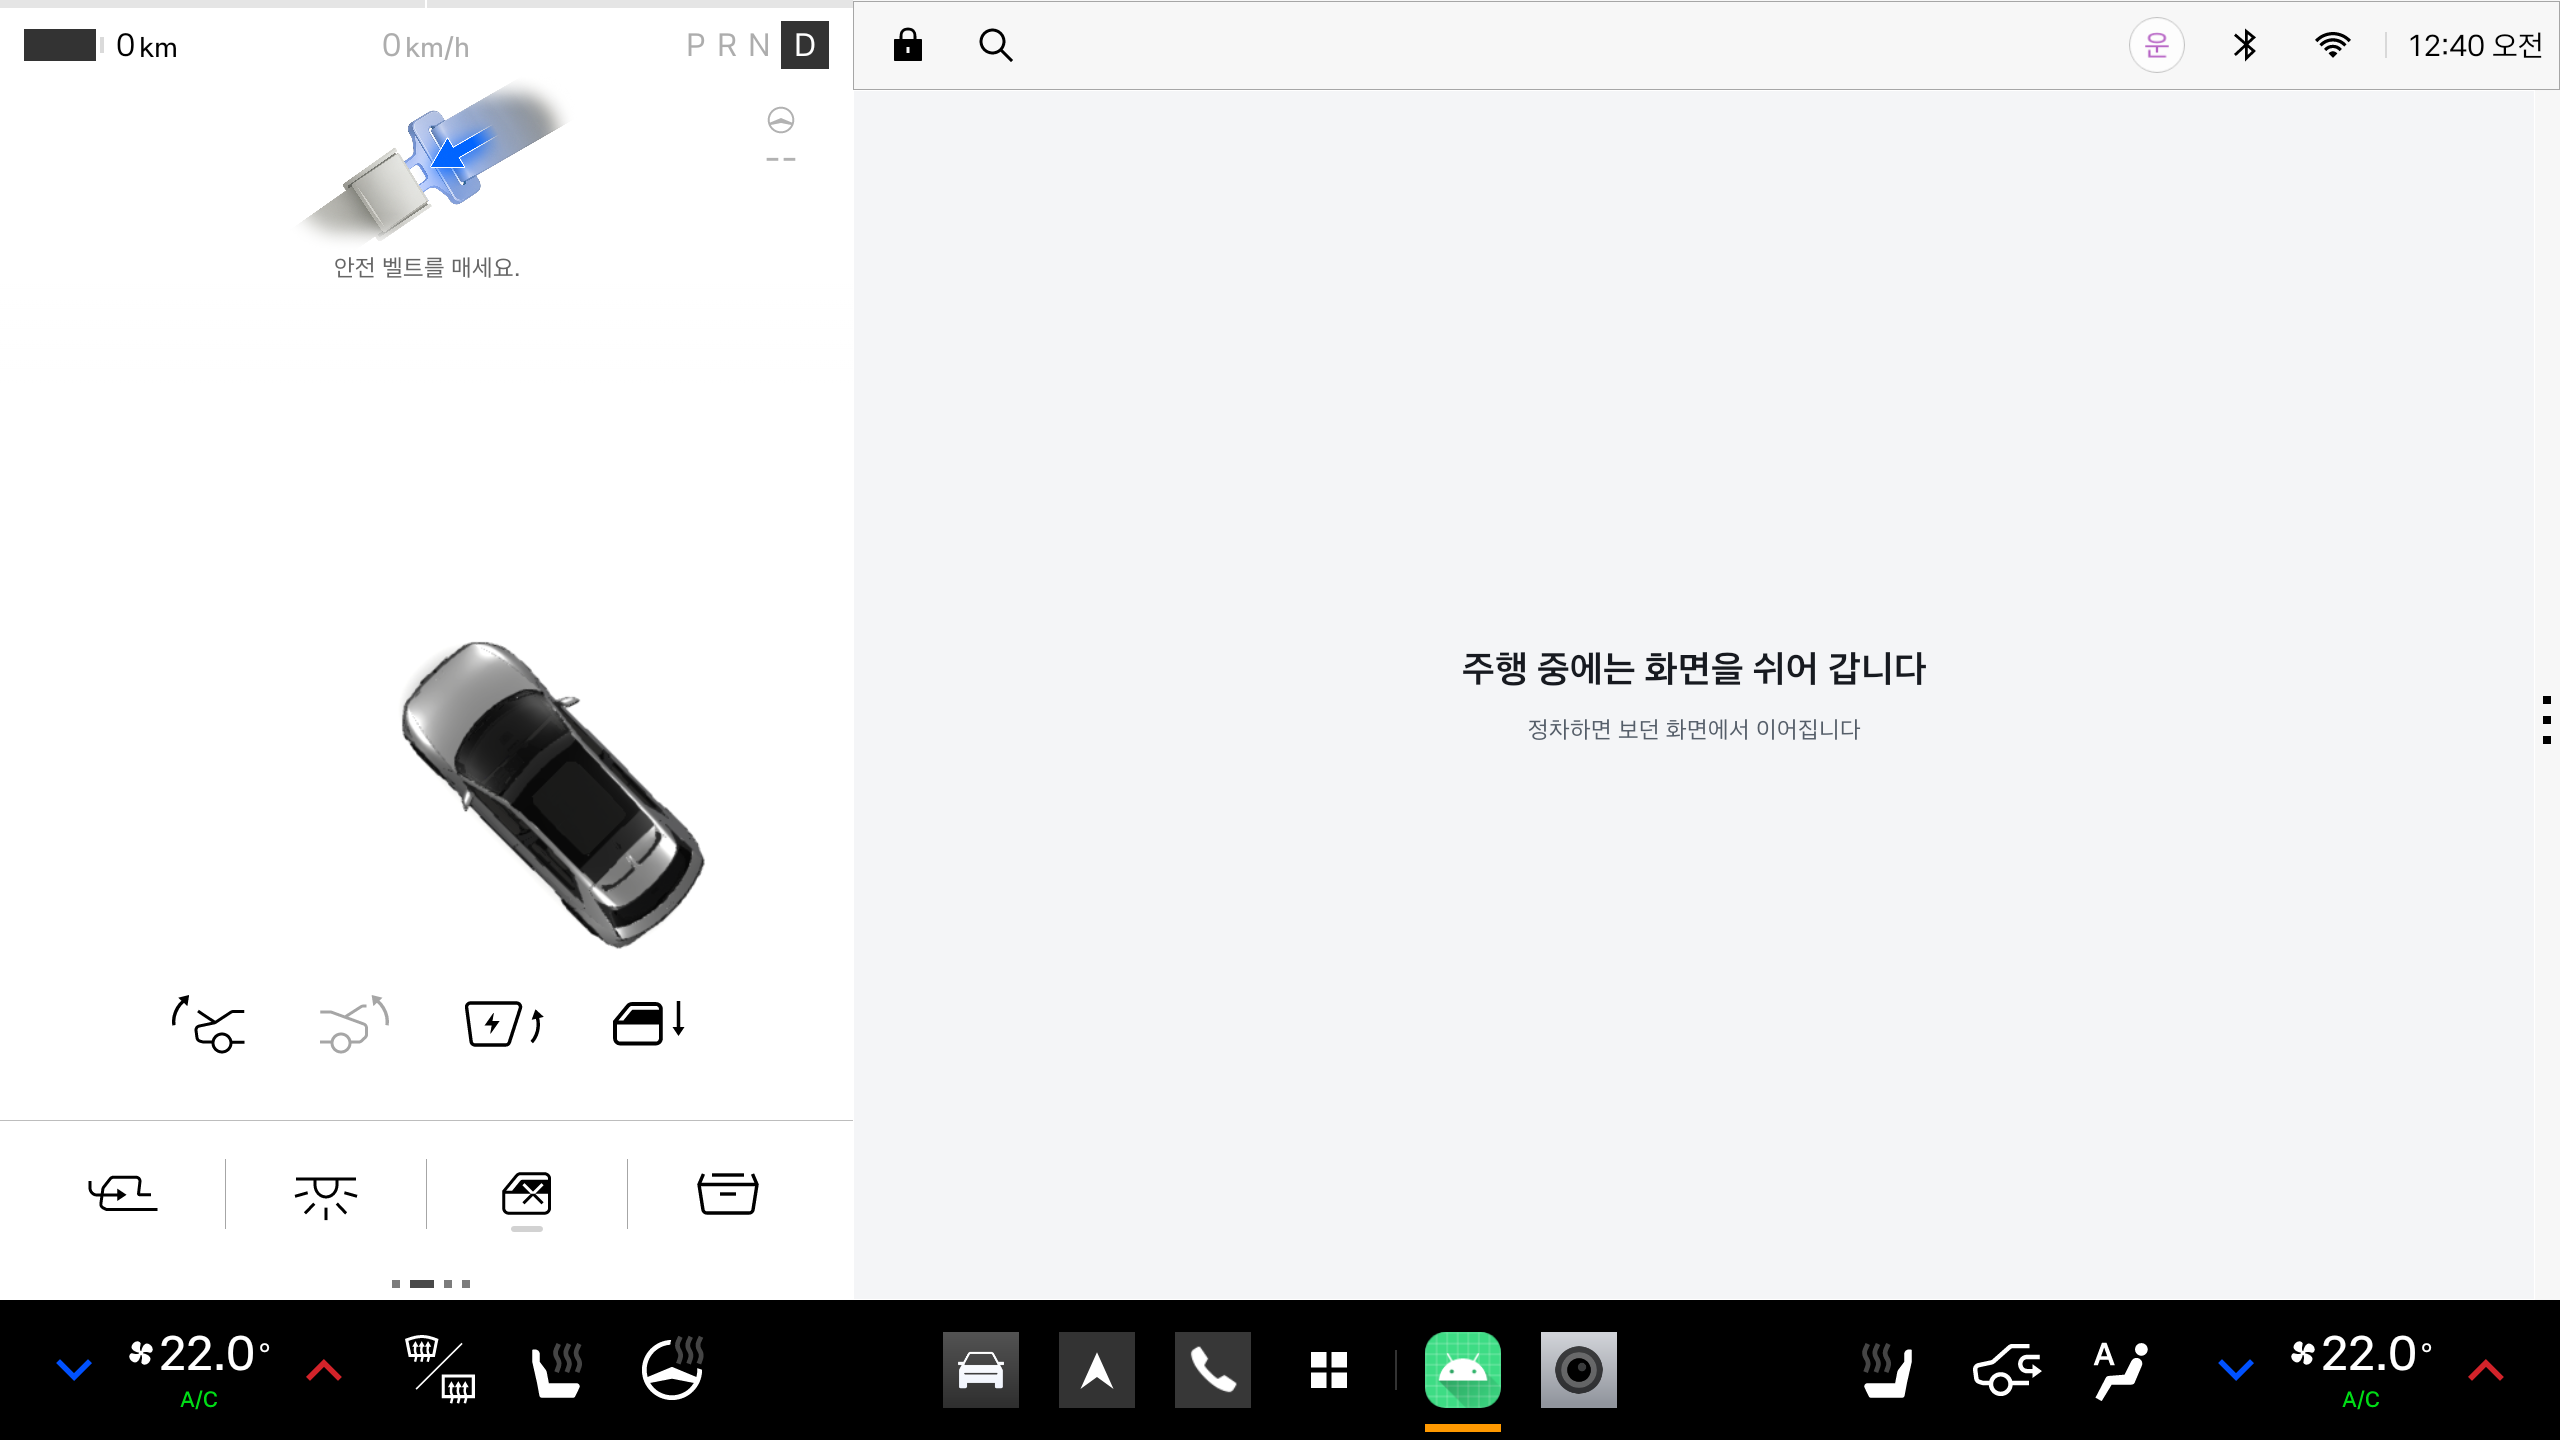 0 km
0 km/h
P R N D
12:40 오전
운
안전 벨트를 매세요.
주행 중에는 화면을 쉬어 갑니다
정차하면 보던 화면에서 이어집니다
22.0°
A/C
A
22.0°
A/C